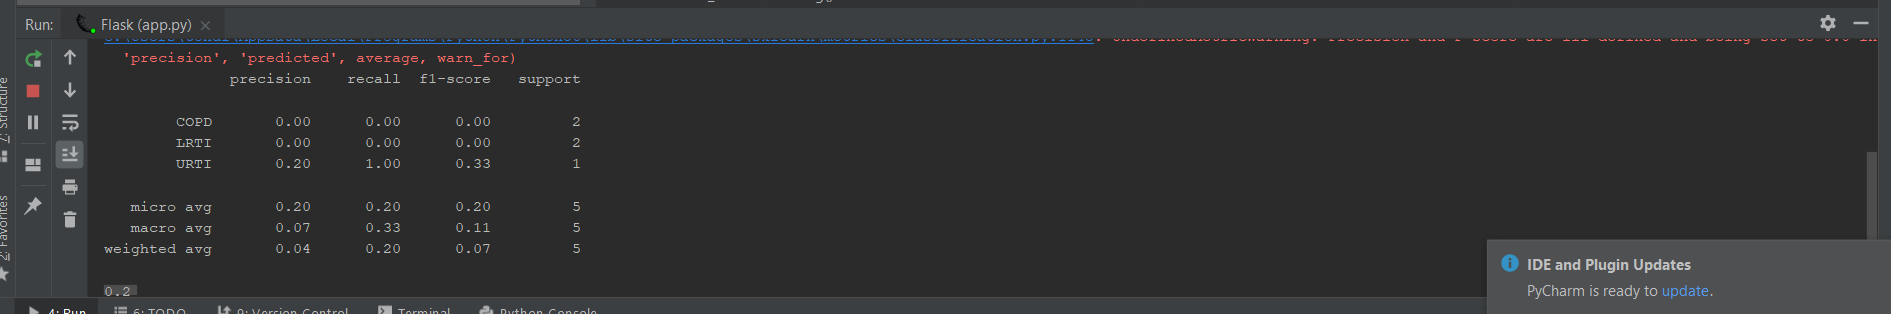 Run: Flask (app.py)
'precision', 'predicted', average, warn_for)
precision recall f1-score support
COPD 0.00 0.00 0.00 2
LRTI 0.00 0.00 0.00 2
URTI 0.20 1.00 0.33 1
micro avg 0.20 0.20 0.20 5
macro avg 0.07 0.33 0.11 5
weighted avg 0.04 0.20 0.07 5
0.2
7: Structure
2: Favorites
IDE and Plugin Updates
PyCharm is ready to update.
4: Run 6: TODO 9: Version Control Terminal Python Console